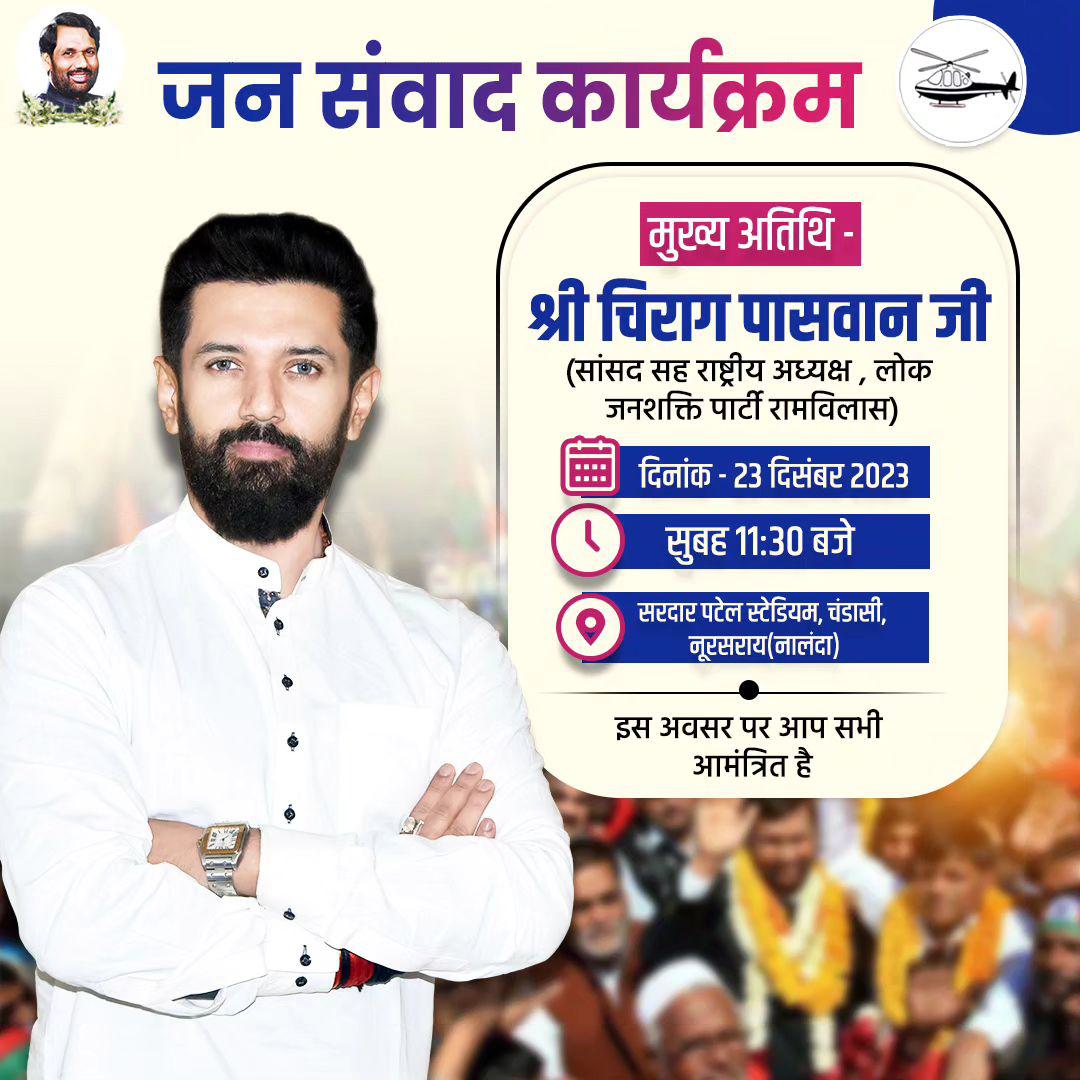 जन संवाद कार्यक्रम
मुख्य अतिथि -
श्री चिराग पासवान जी
(सांसद सह राष्ट्रीय अध्यक्ष , लोक
जनशक्ति पार्टी रामविलास)
दिनांक - 23 दिसंबर 2023
सुबह 11:30 बजे
सरदार पटेल स्टेडियम, चंडासी,
नूरसराय(नालंदा)
इस अवसर पर आप सभी
आमंत्रित है